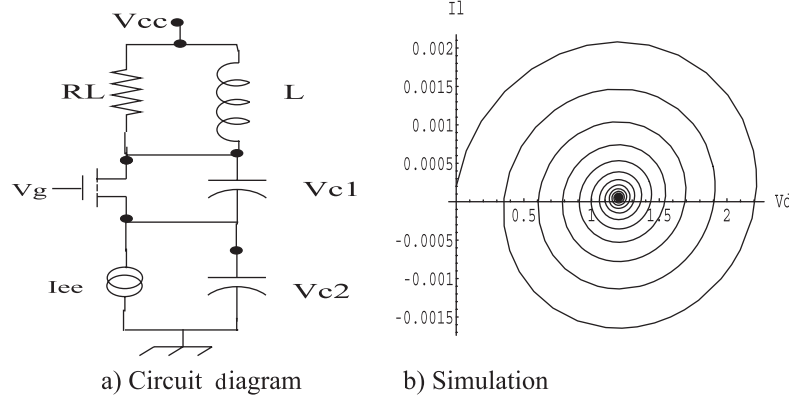 Vcc
RL
L
Vg
Vc1
Iee
Vc2
a) Circuit diagram
Il
0.002
0.0015
0.001
0.0005
0.5 1 1.5 2
Vd
-0.0005
-0.001
-0.0015
b) Simulation